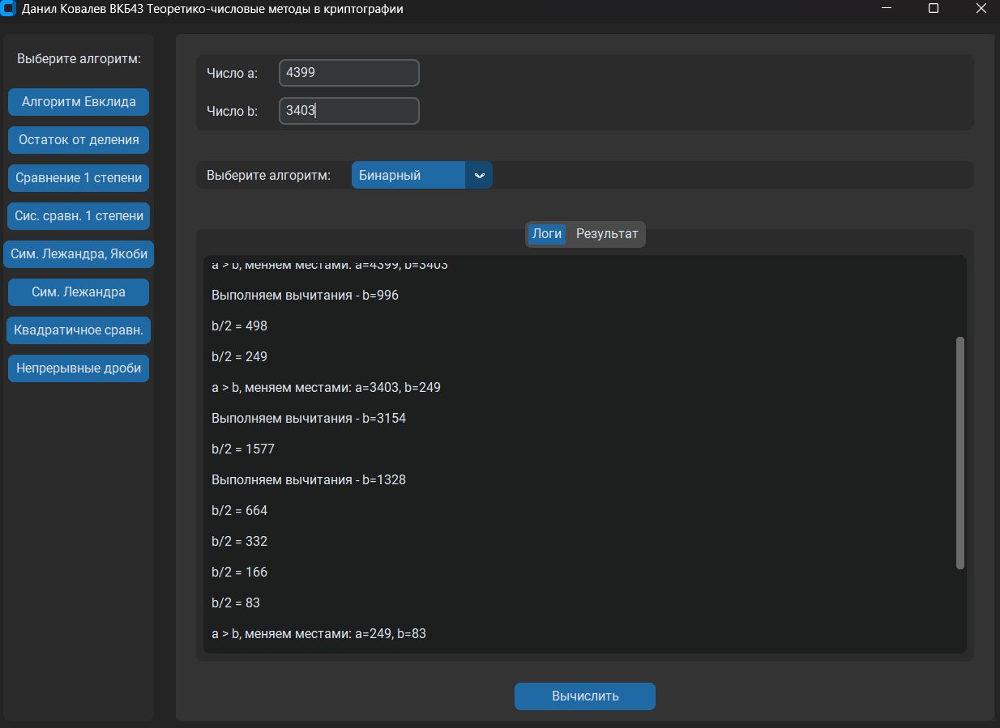 Данил Ковалев ВКБ43 Теоретико-числовые методы в криптографии
Выберите алгоритм:
Алгоритм Евклида
Остаток от деления
Сравнение 1 степени
Сис. сравн. 1 степени
Сим. Лежандра, Якоби
Сим. Лежандра
Квадратичное сравн.
Непрерывные дроби
Число a: 4399
Число b: 3403
Выберите алгоритм: Бинарный
Логи Результат
a > b, меняем местами: a=4399, b=3403
Выполняем вычитания - b=996
b/2 = 498
b/2 = 249
a > b, меняем местами: a=3403, b=249
Выполняем вычитания - b=3154
b/2 = 1577
Выполняем вычитания - b=1328
b/2 = 664
b/2 = 332
b/2 = 166
b/2 = 83
a > b, меняем местами: a=249, b=83
Вычислить